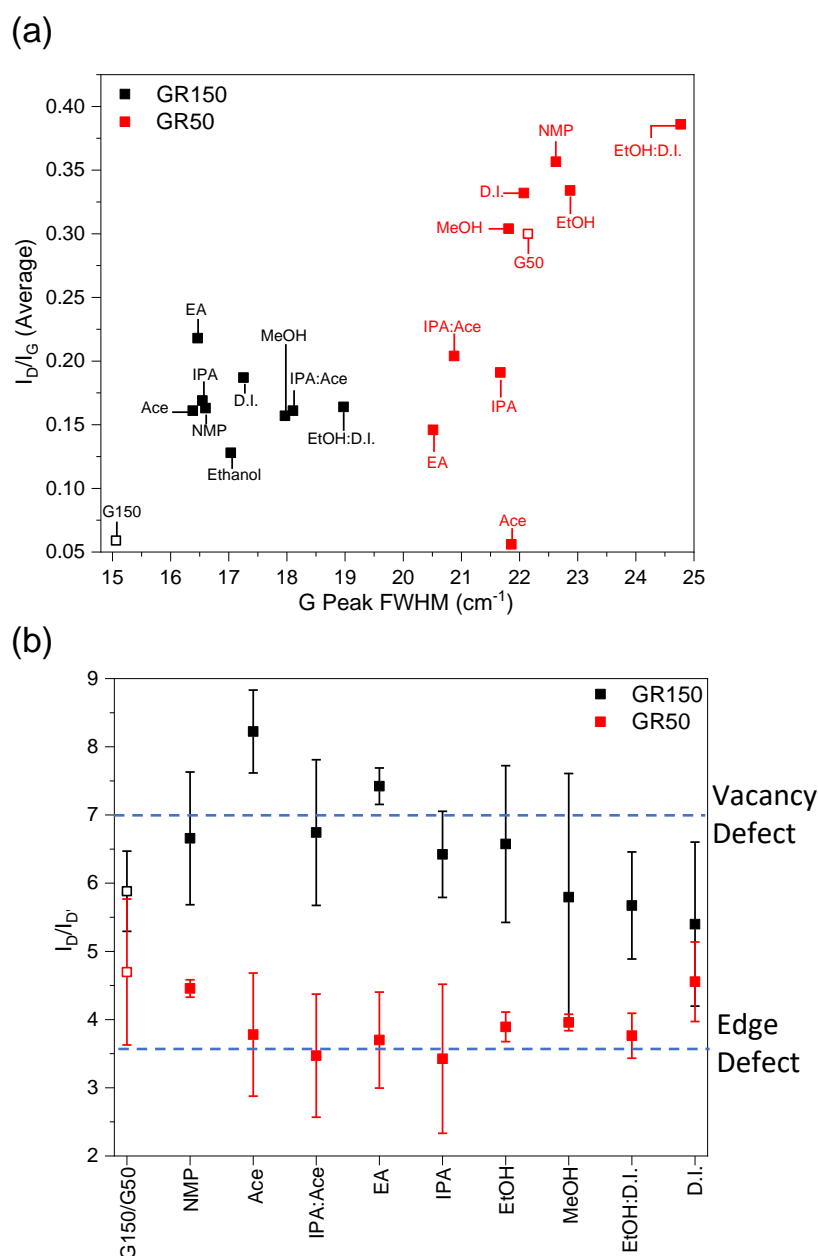 (a)
GR150
GR50
0.40
0.35
0.30
0.25
0.20
0.15
0.10
0.05
I_D/I_G (Average)
NMP
EtOH:D.I.
D.I.
EtOH
MeOH
G50
EA
MeOH
IPA:Ace
IPA
IPA:Ace
Ace
D.I.
IPA
NMP
EtOH:D.I.
EA
Ethanol
G150
Ace
15 16 17 18 19 20 21 22 23 24 25
G Peak FWHM (cm⁻¹)
(b)
GR150
GR50
9
8
7
6
5
4
3
2
I_D/I_D'
Vacancy
Defect
Edge
Defect
G150/G50
NMP
Ace
IPA:Ace
EA
IPA
EtOH
MeOH
EtOH:D.I.
D.I.